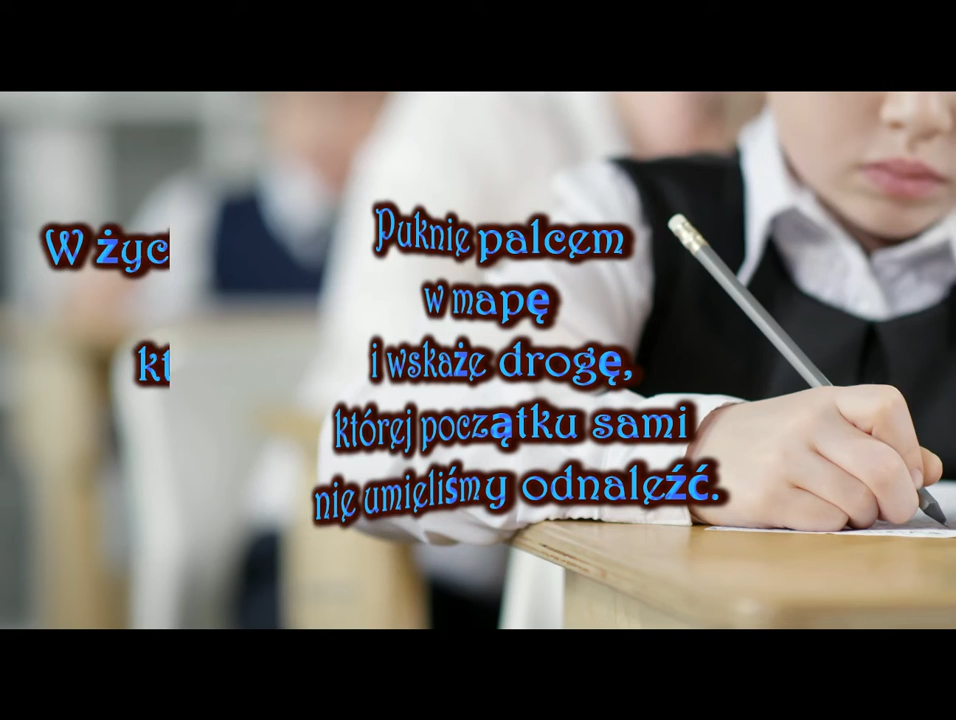 W
Puknie palcem
w mapę
i wskaże drogę,
której początku sami
nie umieliśmy odnaleźć.